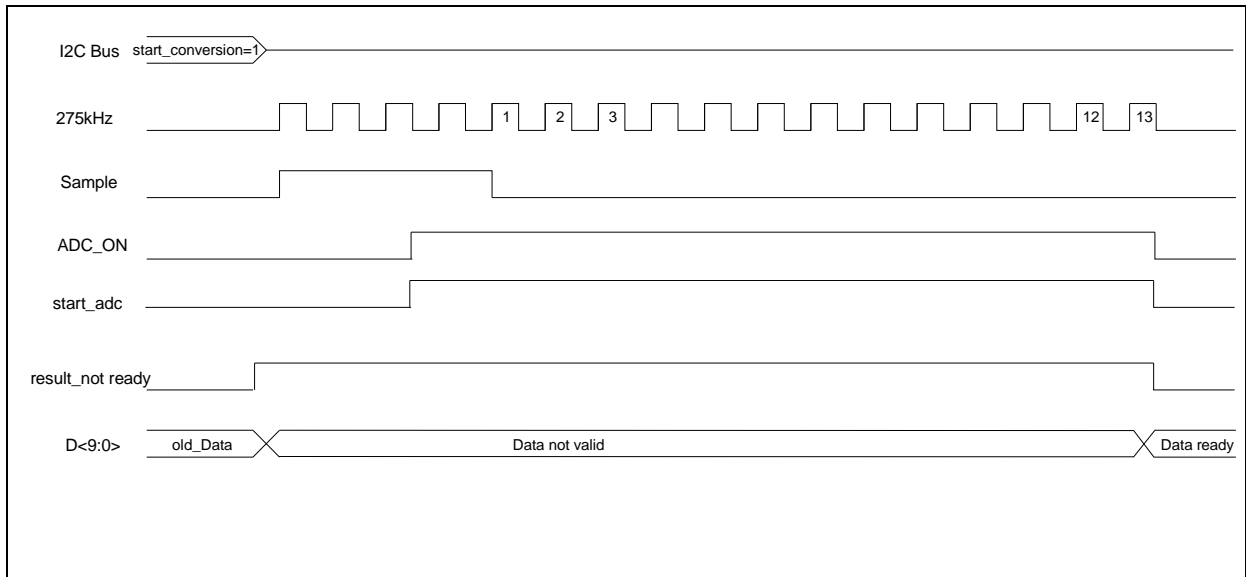 I2C Bus start_conversion=1
275kHz 1 2 3 12 13
Sample
ADC_ON
start_adc
result_not ready
D<9:0> old_Data Data not valid Data ready